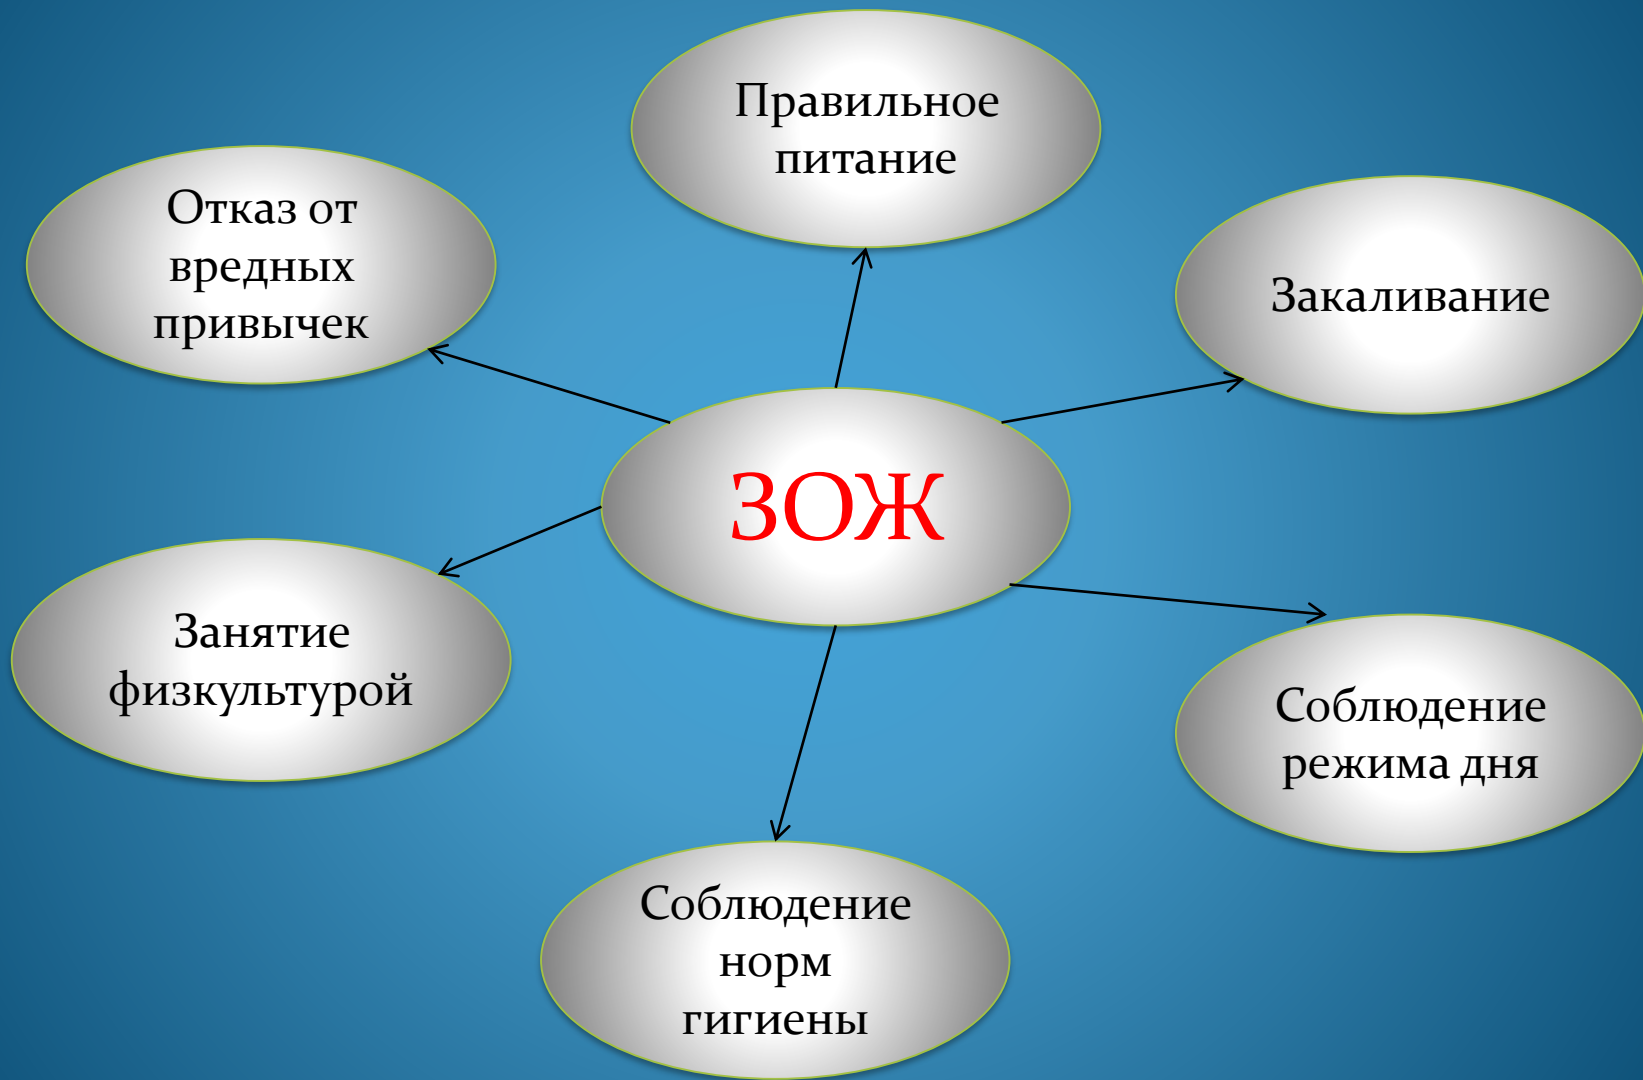 Правильное
питание
Отказ от
вредных
привычек
Закаливание
ЗОЖ
Занятие
физкультурой
Соблюдение
режима дня
Соблюдение
норм
гигиены